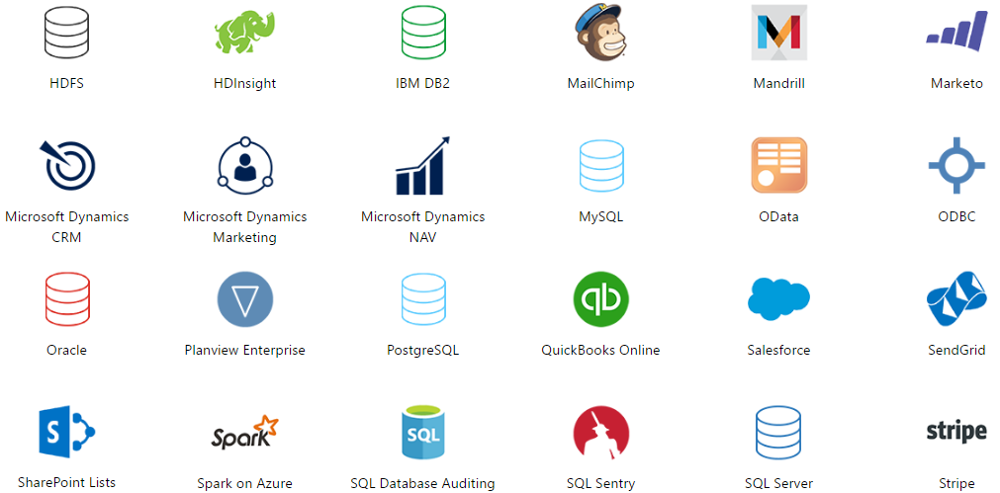 HDFS
HDInsight
IBM DB2
MailChimp
M
Mandrill
Marketo
Microsoft Dynamics
CRM
Microsoft Dynamics
Marketing
Microsoft Dynamics
NAV
MySQL
OData
ODBC
Oracle
Planview Enterprise
PostgreSQL
qb
QuickBooks Online
Salesforce
SendGrid
S
SharePoint Lists
Spark
Spark on Azure
SQL
SQL Database Auditing
SQL Sentry
SQL Server
stripe
Stripe